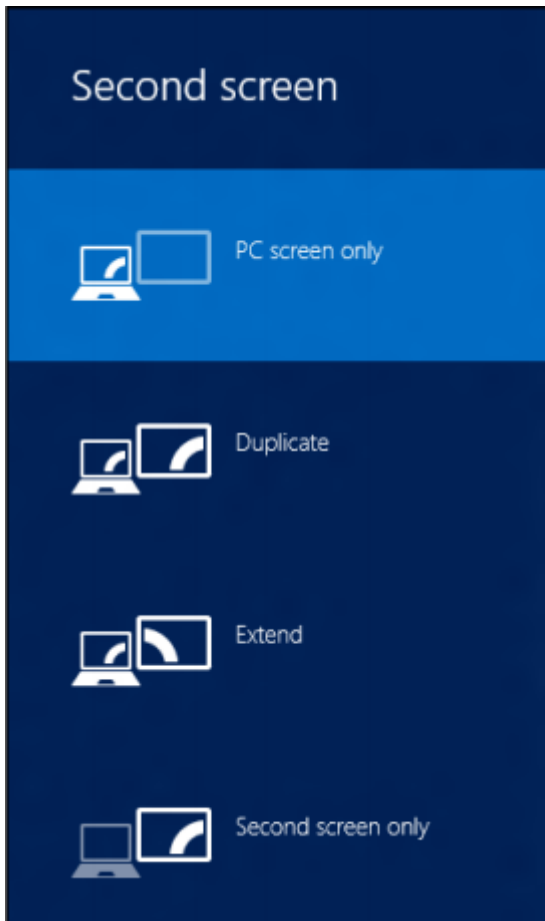 Second screen
PC screen only
Duplicate
Extend
Second screen only